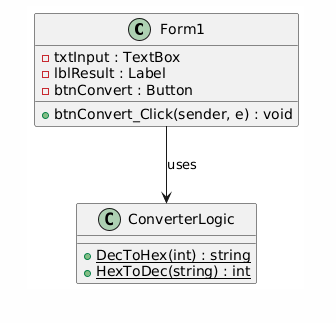 C Form1
txtInput : TextBox
lblResult : Label
btnConvert : Button
btnConvert_Click(sender, e) : void
uses
C ConverterLogic
DecToHex(int) : string
HexToDec(string) : int